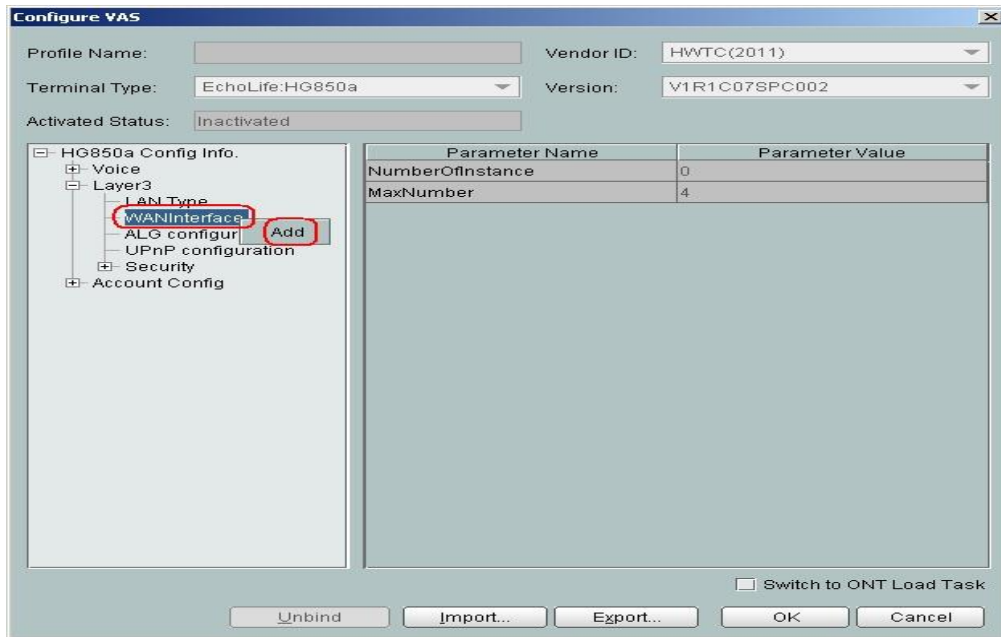 Configure VAS
Profile Name:
Vendor ID: HWTC(2011)
Terminal Type: EchoLife:HG850a
Version: V1R1C07SPC002
Activated Status: Inactivated
HG850a Config Info.
Voice
Layer3
LAN Type
WANInterface
Add
ALG configur
UPnP configuration
Security
Account Config
Parameter Name Parameter Value
NumberOfInstance 0
MaxNumber 4
Switch to ONT Load Task
Unbind Import... Export... OK Cancel